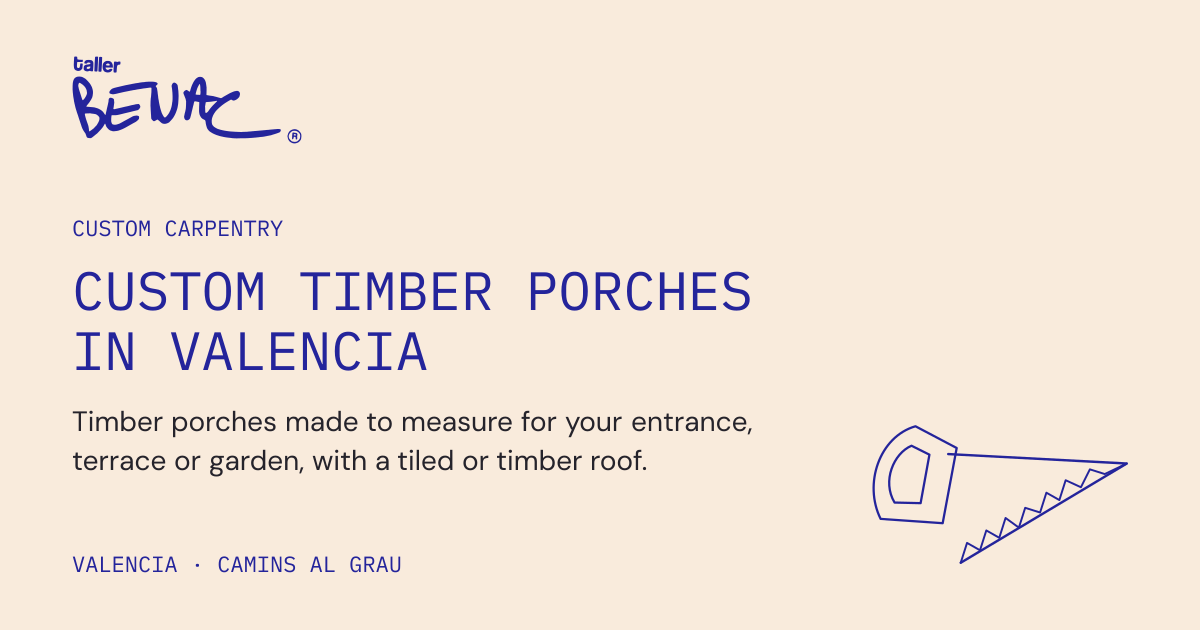 taller
BENAC ®
CUSTOM CARPENTRY
CUSTOM TIMBER PORCHES
IN VALENCIA
Timber porches made to measure for your entrance,
terrace or garden, with a tiled or timber roof.
VALENCIA · CAMINS AL GRAU